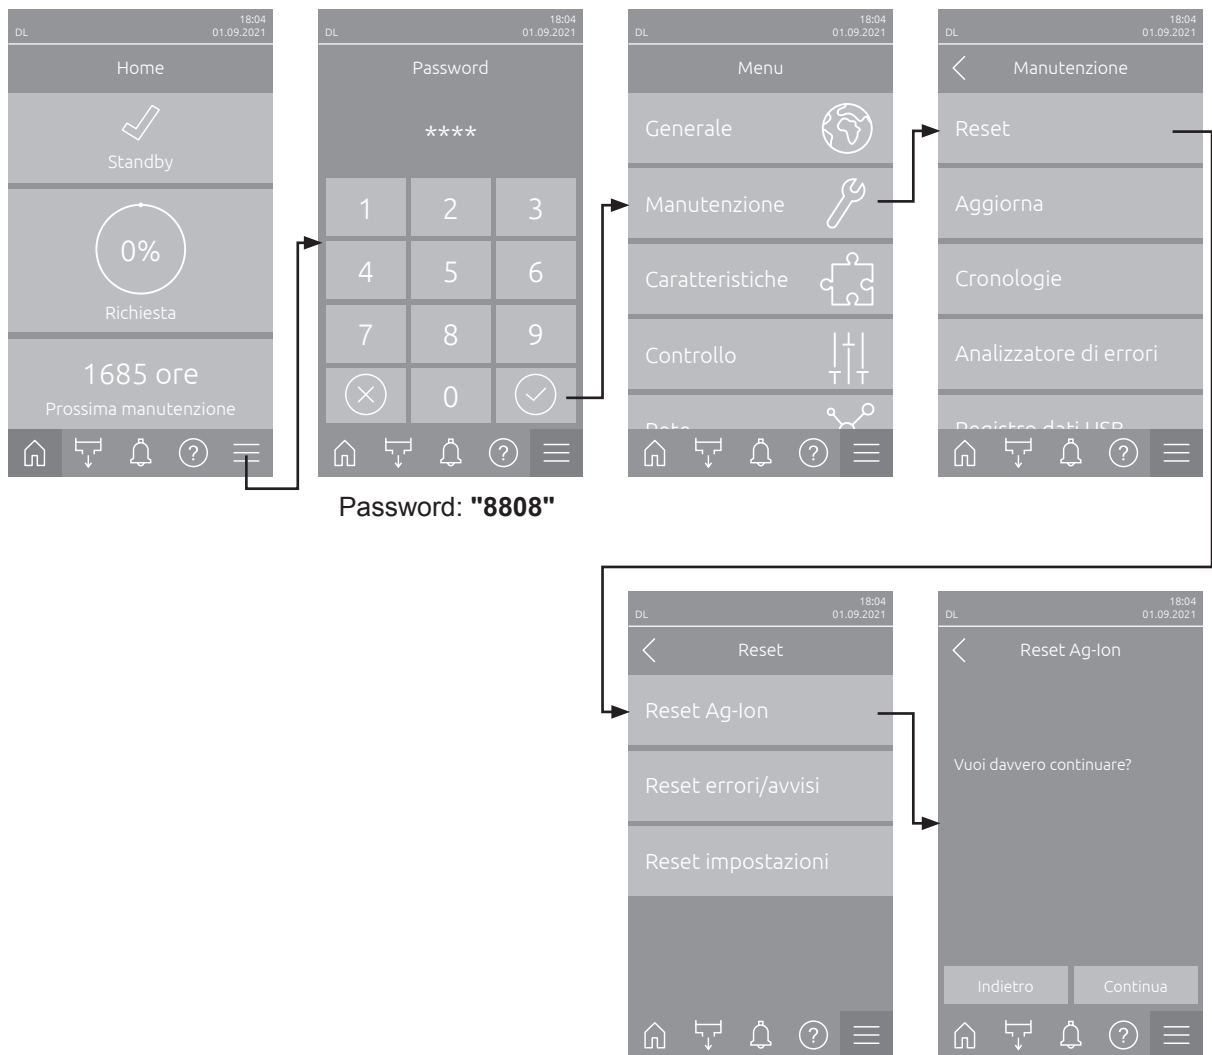 18:04
DL 01.09.2021
Home
Standby
0%
Richiesta
1685 ore
Prossima manutenzione
?
18:04
DL 01.09.2021
Password
****
1 2 3
4 5 6
7 8 9
0
?
Password: "8808"
18:04
DL 01.09.2021
Menu
Generale
Manutenzione
Caratteristiche
Controllo
Rete
?
18:04
DL 01.09.2021
Manutenzione
Reset
Aggiorna
Cronologie
Analizzatore di errori
Registro dati USB
?
18:04
DL 01.09.2021
Reset
Reset Ag-Ion
Reset errori/avvisi
Reset impostazioni
?
18:04
DL 01.09.2021
Reset Ag-Ion
Vuoi davvero continuare?
Indietro Continua
?